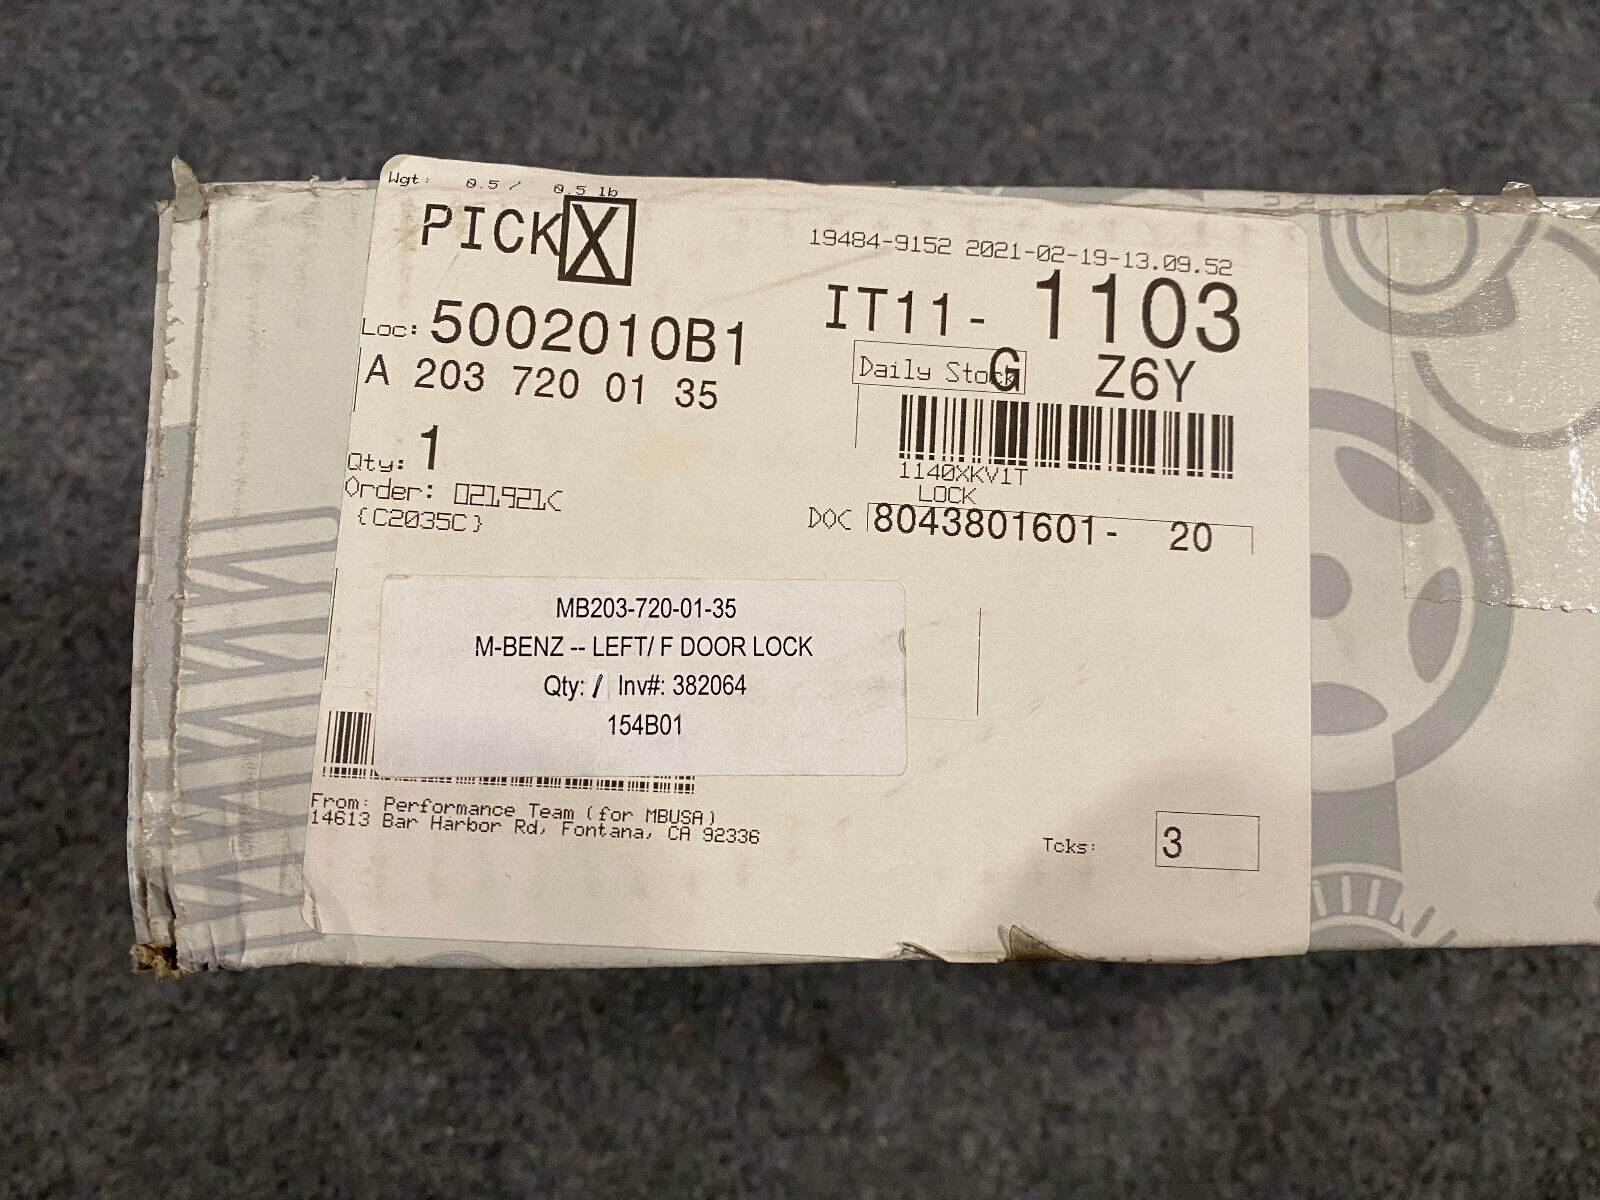 Wgt: 0.5 / 0.5 lb
PICK X
19484-9152 2021-02-19-13.09.52
Loc: 5002010B1
IT11- 1103
A 203 720 01 35
Daily Stock G Z6Y
Qty: 1
1140XKV1T
Order: 021921C
LOCK
{C2035C}
DOC 8043801601- 20
MB203-720-01-35
M-BENZ -- LEFT/ F DOOR LOCK
Qty: 1 Inv#: 382064
154B01
From: Performance Team (for MBUSA)
14613 Bar Harbor Rd, Fontana, CA 92336
Tcks: 3